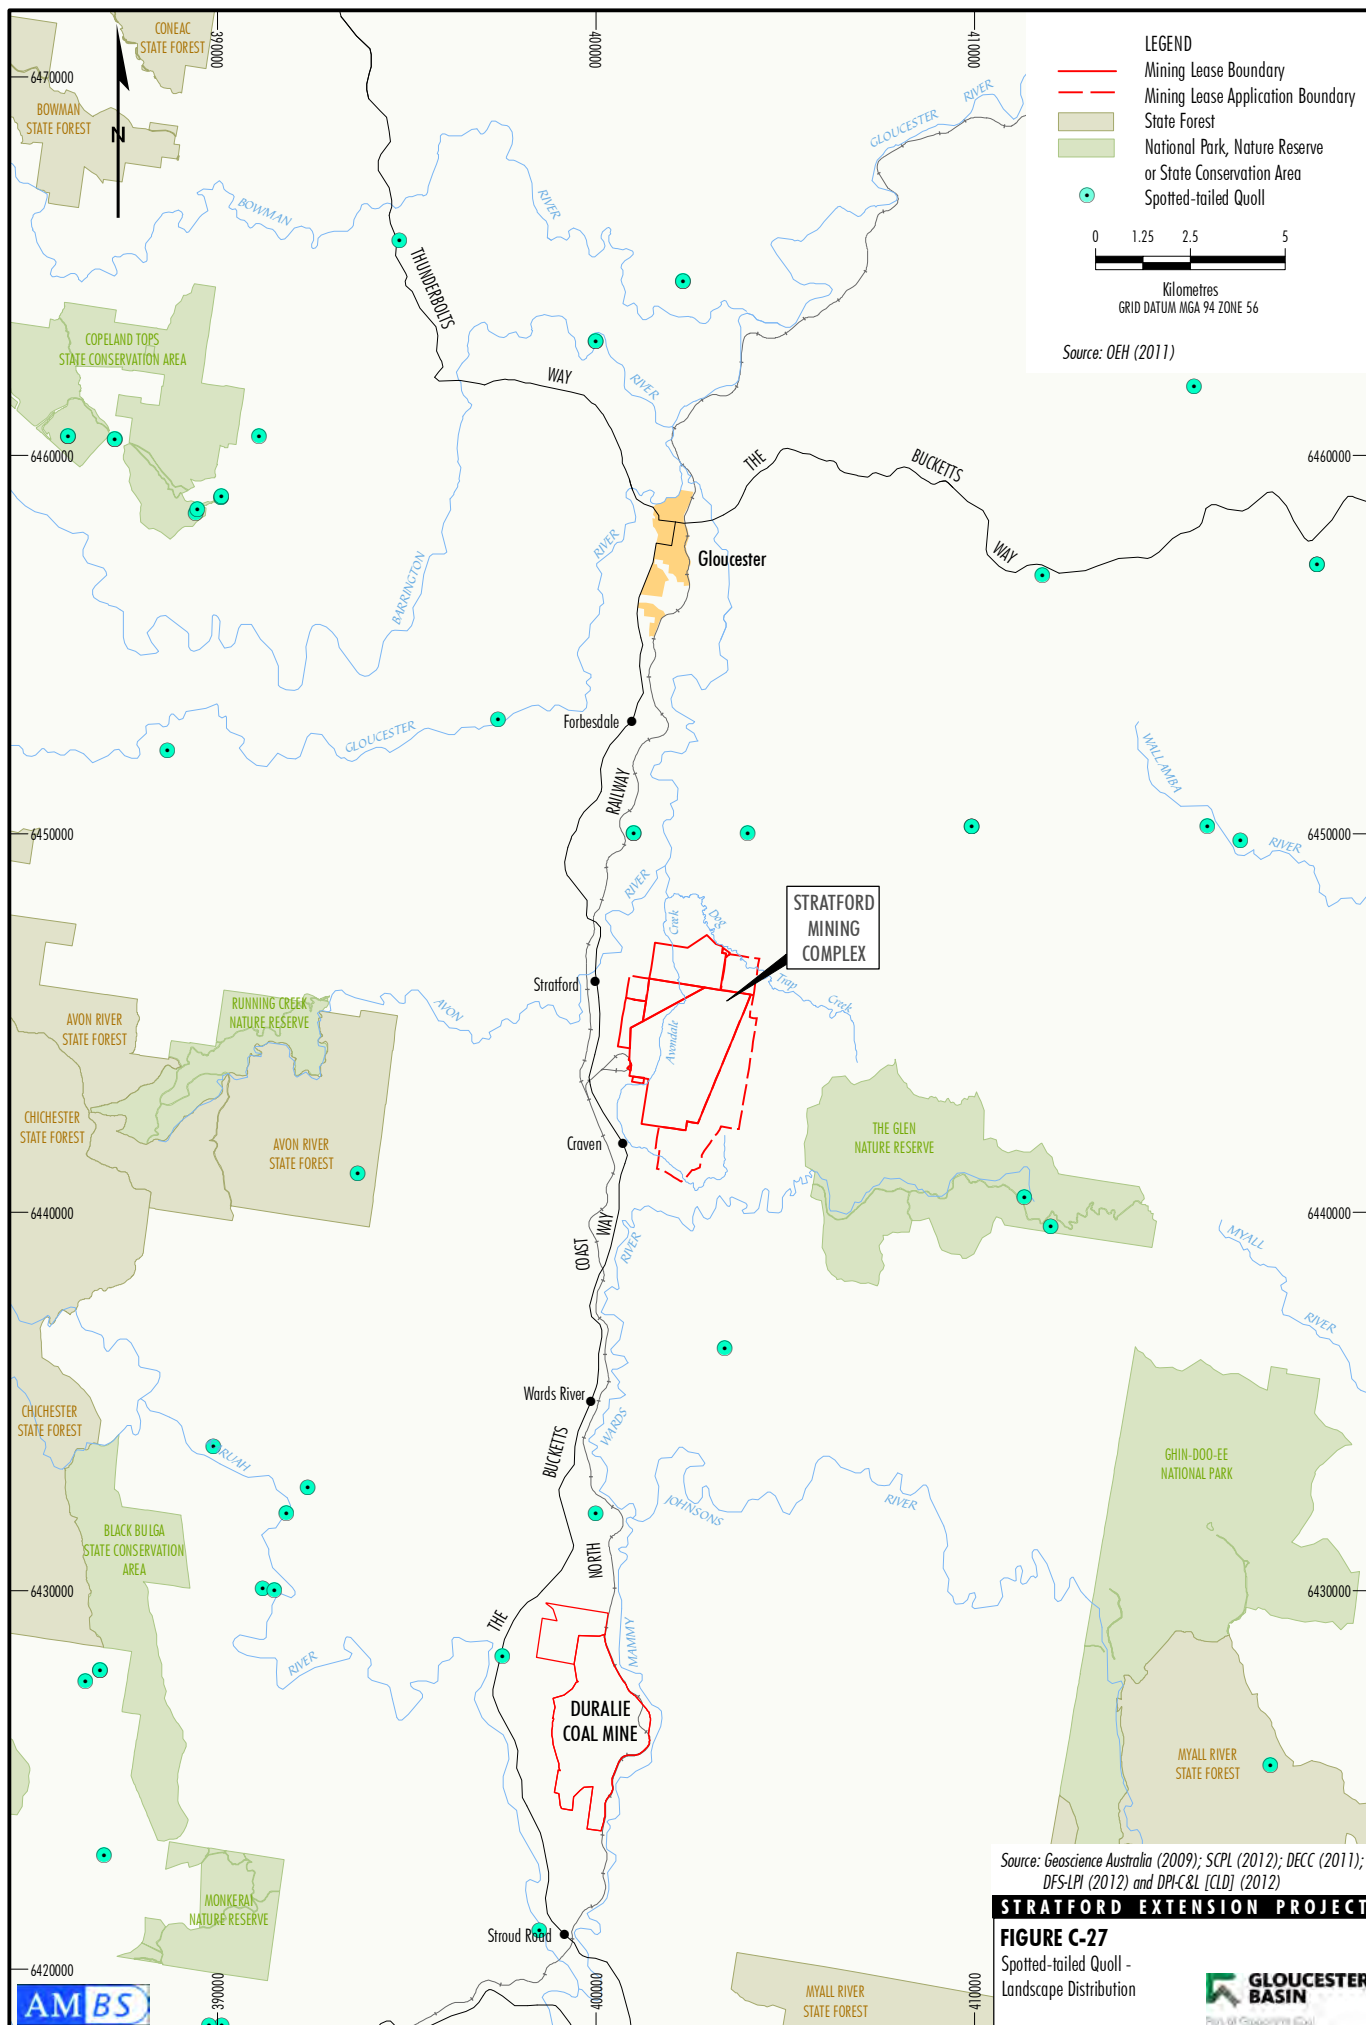 CONEAC
STATE FOREST
390000
400000
410000
6470000
BOWMAN
STATE FOREST
N
LEGEND
Mining Lease Boundary
Mining Lease Application Boundary
State Forest
National Park, Nature Reserve
or State Conservation Area
Spotted-tailed Quoll
0 1.25 2.5 5
Kilometres
GRID DATUM MGA 94 ZONE 56
Source: OEH (2011)
GLOUCESTER
RIVER
BOWMAN
RIVER
THUNDERBOLTS
WAY
RIVER
COPELAND TOPS
STATE CONSERVATION AREA
6460000
6460000
THE
BUCKETTS
WAY
Gloucester
RIVER
BARRINGTON
Forbesdale
GLOUCESTER
RAILWAY
WALLAMBA
RIVER
6450000
6450000
RIVER
Creek
Dog
Trap
Creek
Avondale
STRATFORD
MINING
COMPLEX
Stratford
AVON
RUNNING CREEK
NATURE RESERVE
AVON RIVER
STATE FOREST
CHICHESTER
STATE FOREST
AVON RIVER
STATE FOREST
Craven
THE GLEN
NATURE RESERVE
6440000
6440000
COAST
WAY
RIVER
MYALL
RIVER
Wards River
CHICHESTER
STATE FOREST
RUAH
BUCKETTS
WARDS
JOHNSONS
RIVER
GHIN-DOO-EE
NATIONAL PARK
BLACK BULGA
STATE CONSERVATION
AREA
NORTH
6430000
6430000
THE
MAMMY
RIVER
DURALIE
COAL MINE
MYALL RIVER
STATE FOREST
MONKERAI
NATURE RESERVE
Stroud Road
6420000
390000
400000
410000
MYALL RIVER
STATE FOREST
AMBS
Source: Geoscience Australia (2009); SCPL (2012); DECC (2011);
DFS-LPI (2012) and DPI-C&L [CLD] (2012)
STRATFORD EXTENSION PROJECT
FIGURE C-27
Spotted-tailed Quoll -
Landscape Distribution
GLOUCESTER
BASIN